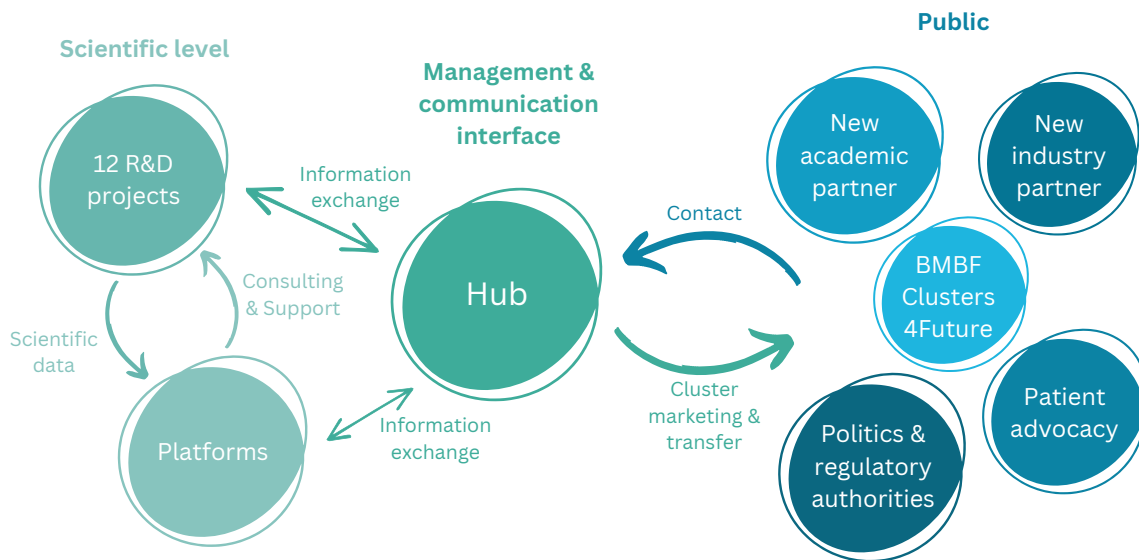 Scientific level
12 R&D
projects
Scientific
data
Consulting
& Support
Platforms
Information
exchange
Information
exchange
Management &
communication
interface
Hub
Contact
Cluster
marketing &
transfer
Public
New
academic
partner
New
industry
partner
BMBF
Clusters
4Future
Patient
advocacy
Politics &
regulatory
authorities